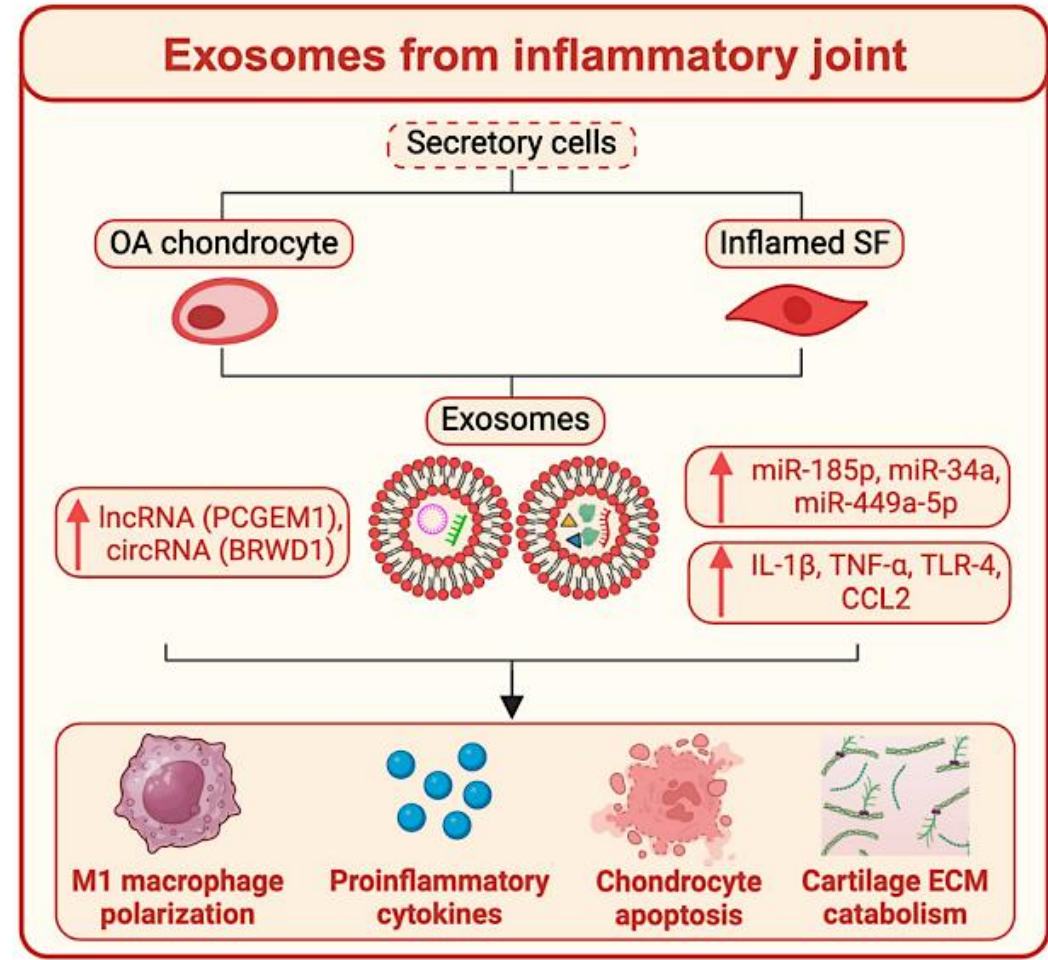 Exosomes from inflammatory joint
Secretory cells
OA chondrocyte
Inflamed SF
Exosomes
lncRNA (PCGEM1),
circRNA (BRWD1)
miR-185p, miR-34a,
miR-449a-5p
IL-1β, TNF-α, TLR-4,
CCL2
M1 macrophage
polarization
Proinflammatory
cytokines
Chondrocyte
apoptosis
Cartilage ECM
catabolism